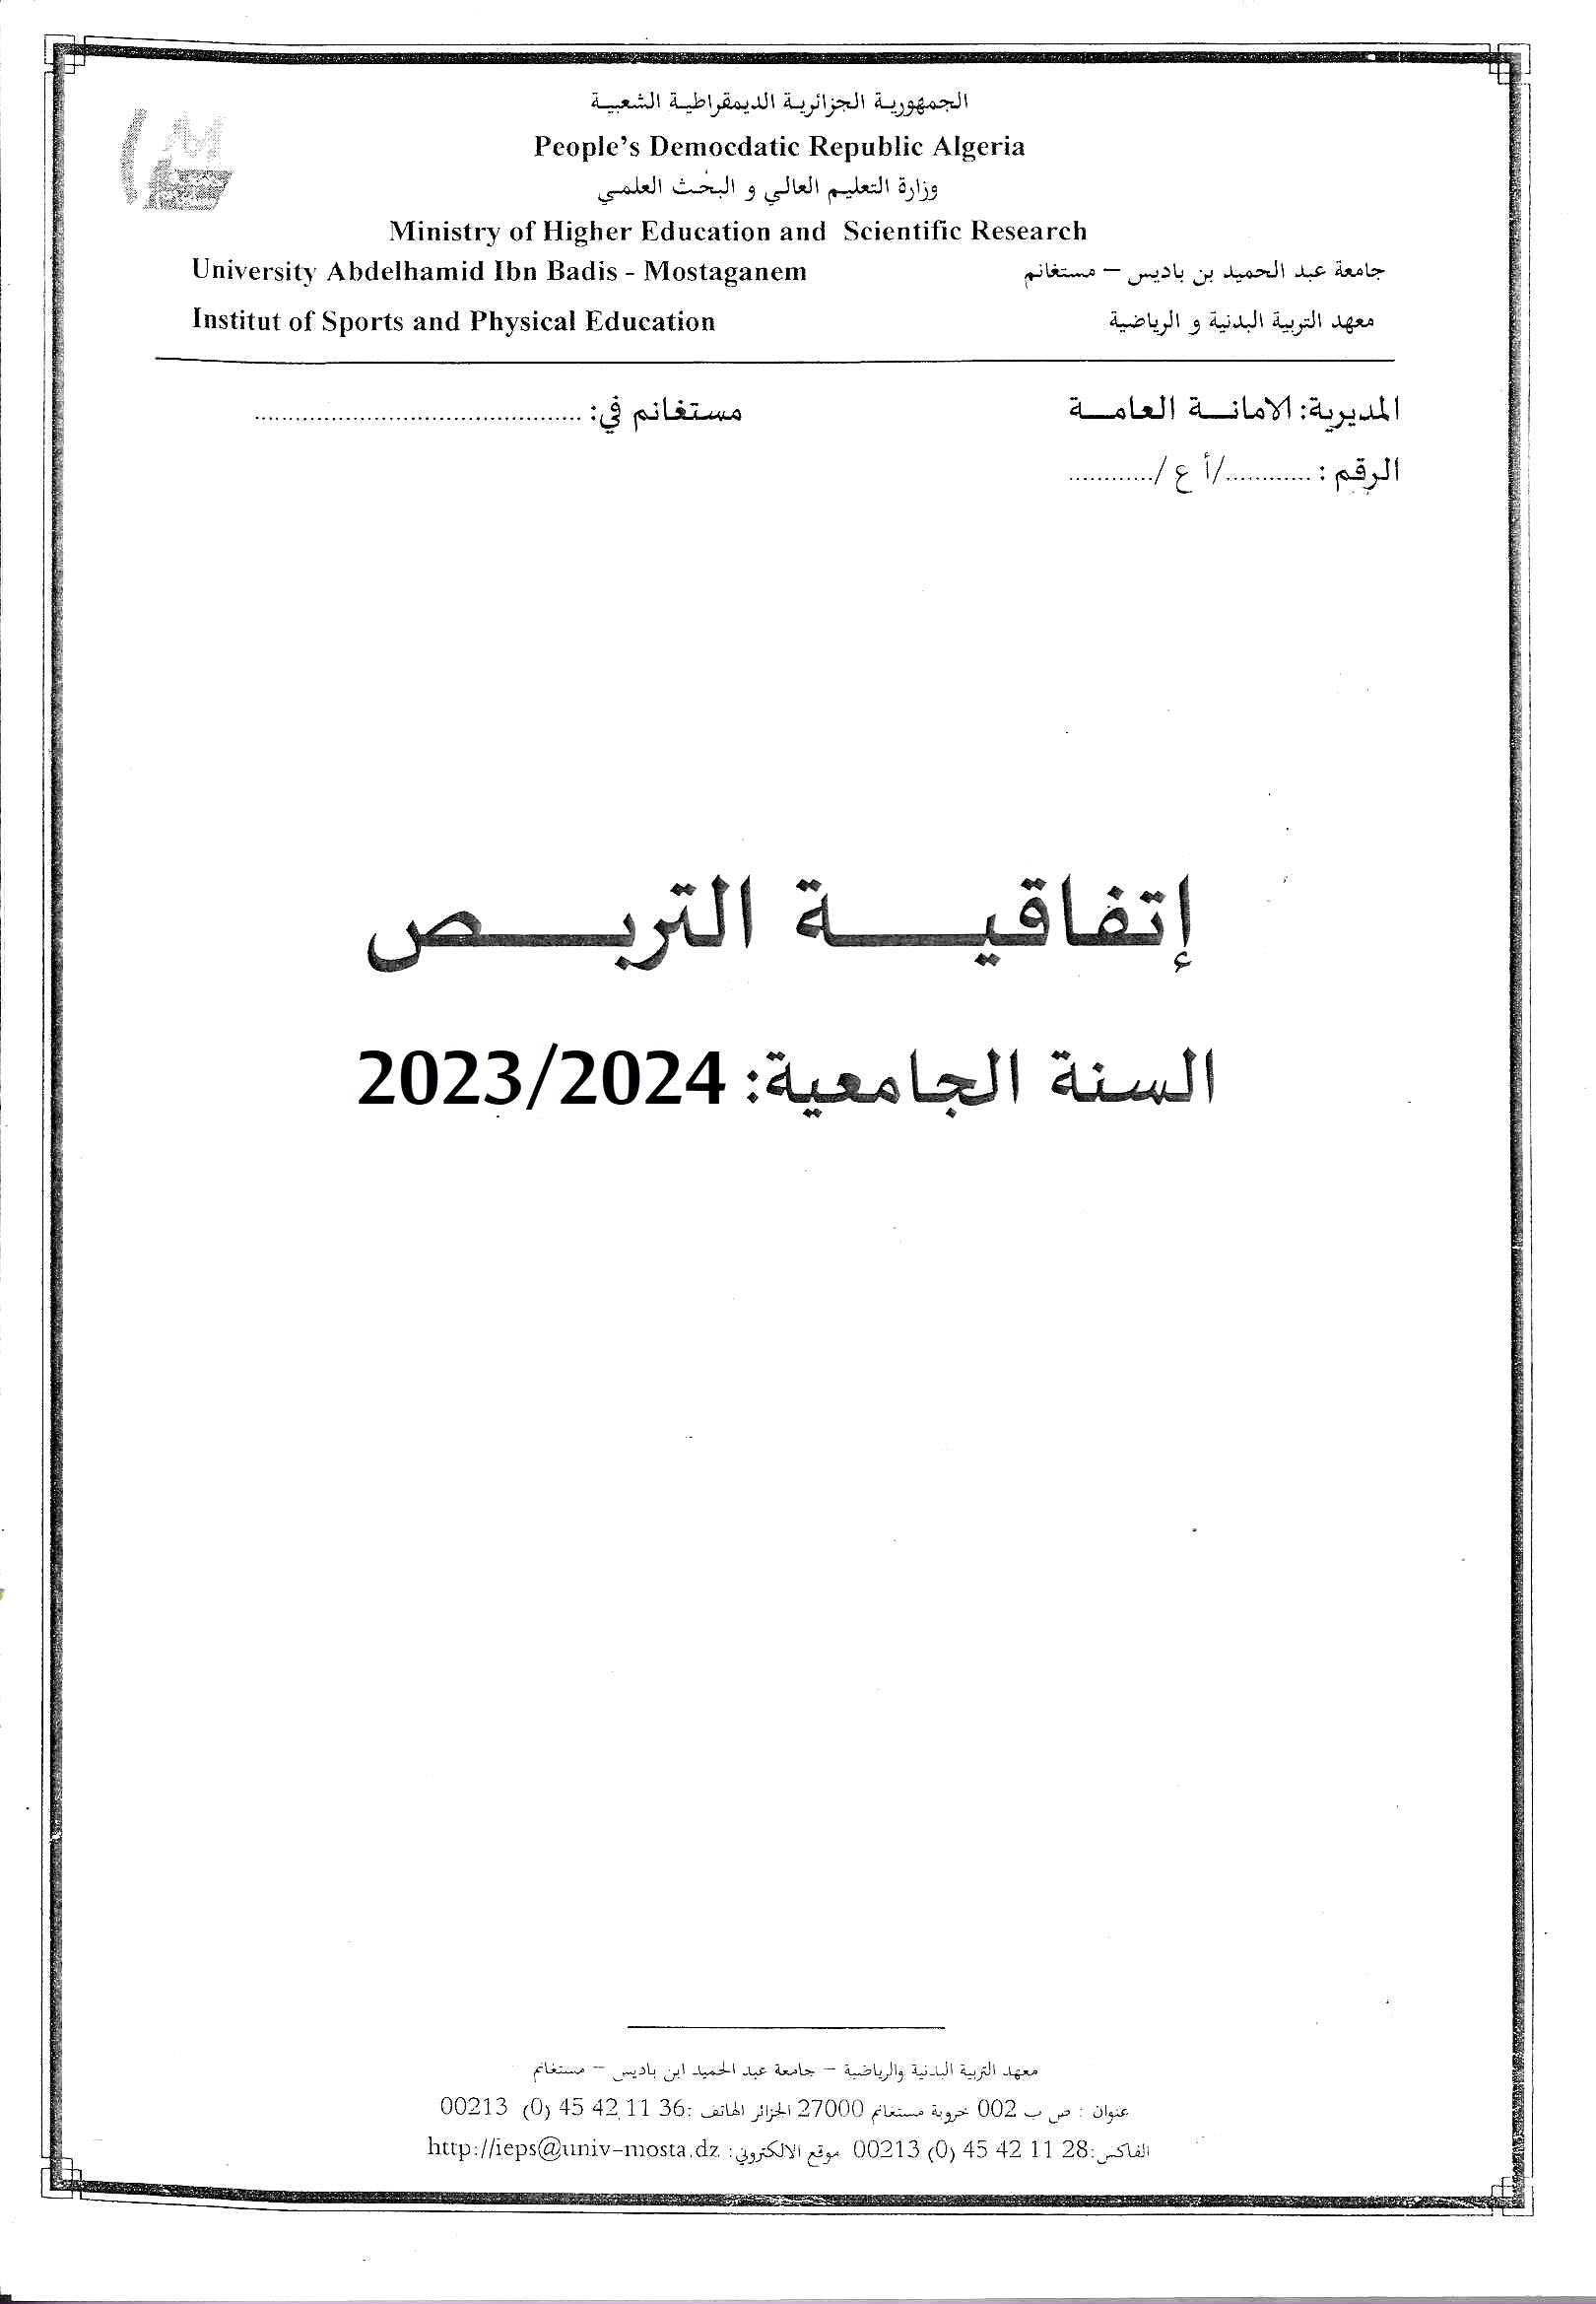 الجمهورية الجزائرية الديمقراطية الشعبية
People's Democdatic Republic Algeria
وزارة التعليم العالي و البحث العلمي
Ministry of Higher Education and Scientific Research
University Abdelhamid Ibn Badis - Mostaganem جامعة عبد الحميد بن باديس – مستغانم
Institut of Sports and Physical Education معهد التربية البدنية و الرياضية
المديرية: الامانة العامة مستغانم في: ..........................................
الرقم : ............/أ ع /............
إتفاقية التربص
السنة الجامعية: 2023/2024
معهد التربية البدنية والرياضية – جامعة عبد الحميد ابن باديس – مستغانم
عنوان : ص ب 002 خروبة مستغانم 27000 الجزائر الهاتف :36 11 42 45 (0) 00213
الفاكس:28 11 42 45 (0) 00213 موقع الالكتروني: http://ieps@univ-mosta.dz